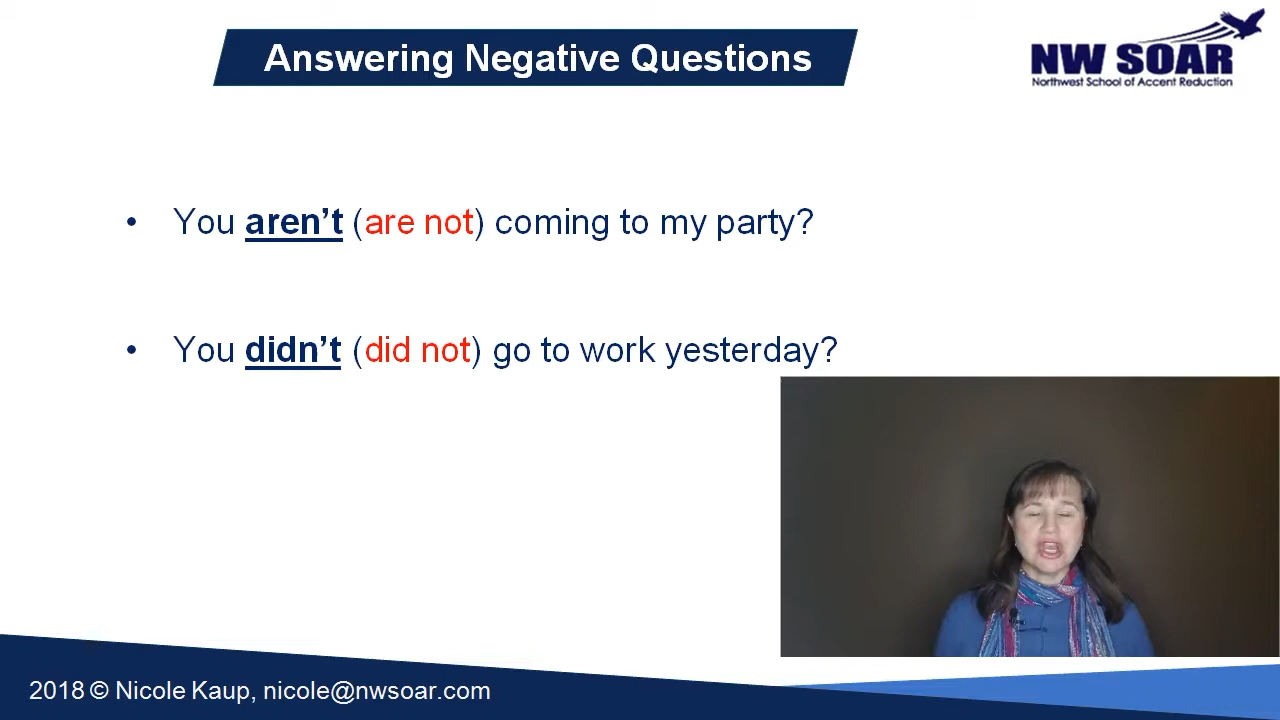 Answering Negative Questions
NW SOAR
Northwest School of Accent Reduction
• You aren't (are not) coming to my party?
• You didn't (did not) go to work yesterday?
2018 © Nicole Kaup, nicole@nwsoar.com